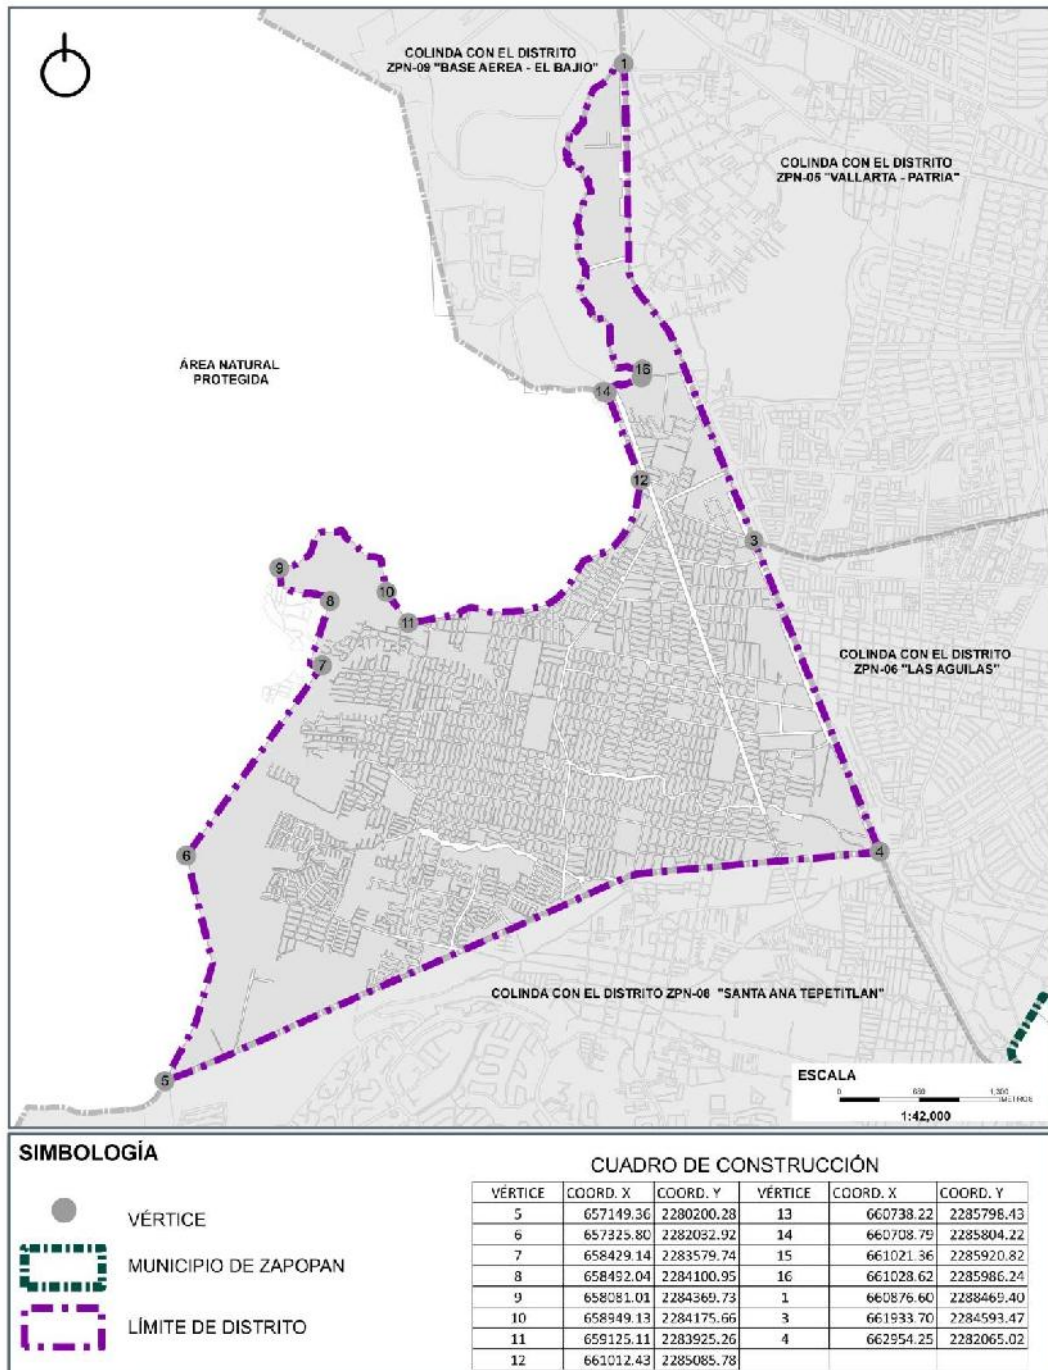 COLINDA CON EL DISTRITO
ZPN-09 "BASE AEREA - EL BAJIO"
1
COLINDA CON EL DISTRITO
ZPN-05 "VALLARTA - PATRIA"
ÁREA NATURAL
PROTEGIDA
16
14
12
3
9
8
10
11
7
COLINDA CON EL DISTRITO
ZPN-06 "LAS AGUILAS"
6
4
COLINDA CON EL DISTRITO ZPN-08 "SANTA ANA TEPETITLAN"
5
ESCALA
0 650 1,300
METROS
1:42,000
SIMBOLOGÍA
VÉRTICE
MUNICIPIO DE ZAPOPAN
LÍMITE DE DISTRITO
CUADRO DE CONSTRUCCIÓN
VÉRTICE COORD. X COORD. Y VÉRTICE COORD. X COORD. Y
5 657149.36 2280200.28 13 660738.22 2285798.43
6 657325.80 2282032.92 14 660708.79 2285804.22
7 658429.14 2283579.74 15 661021.36 2285920.82
8 658492.04 2284100.95 16 661028.62 2285986.24
9 658081.01 2284369.73 1 660876.60 2288469.40
10 658949.13 2284175.66 3 661933.70 2284593.47
11 659125.11 2283925.26 4 662954.25 2282065.02
12 661012.43 2285085.78